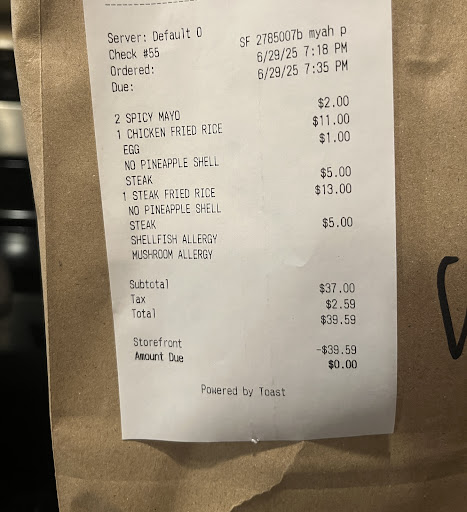 Server: Default O
SF 2785007b myah p
Check #55
6/29/25 7:18 PM
Ordered:
6/29/25 7:35 PM
Due:
2 SPICY MAYO $2.00
1 CHICKEN FRIED RICE $11.00
EGG $1.00
NO PINEAPPLE SHELL
STEAK $5.00
1 STEAK FRIED RICE $13.00
NO PINEAPPLE SHELL
STEAK $5.00
SHELLFISH ALLERGY
MUSHROOM ALLERGY
Subtotal $37.00
Tax $2.59
Total $39.59
Storefront -$39.59
Amount Due $0.00
Powered by Toast